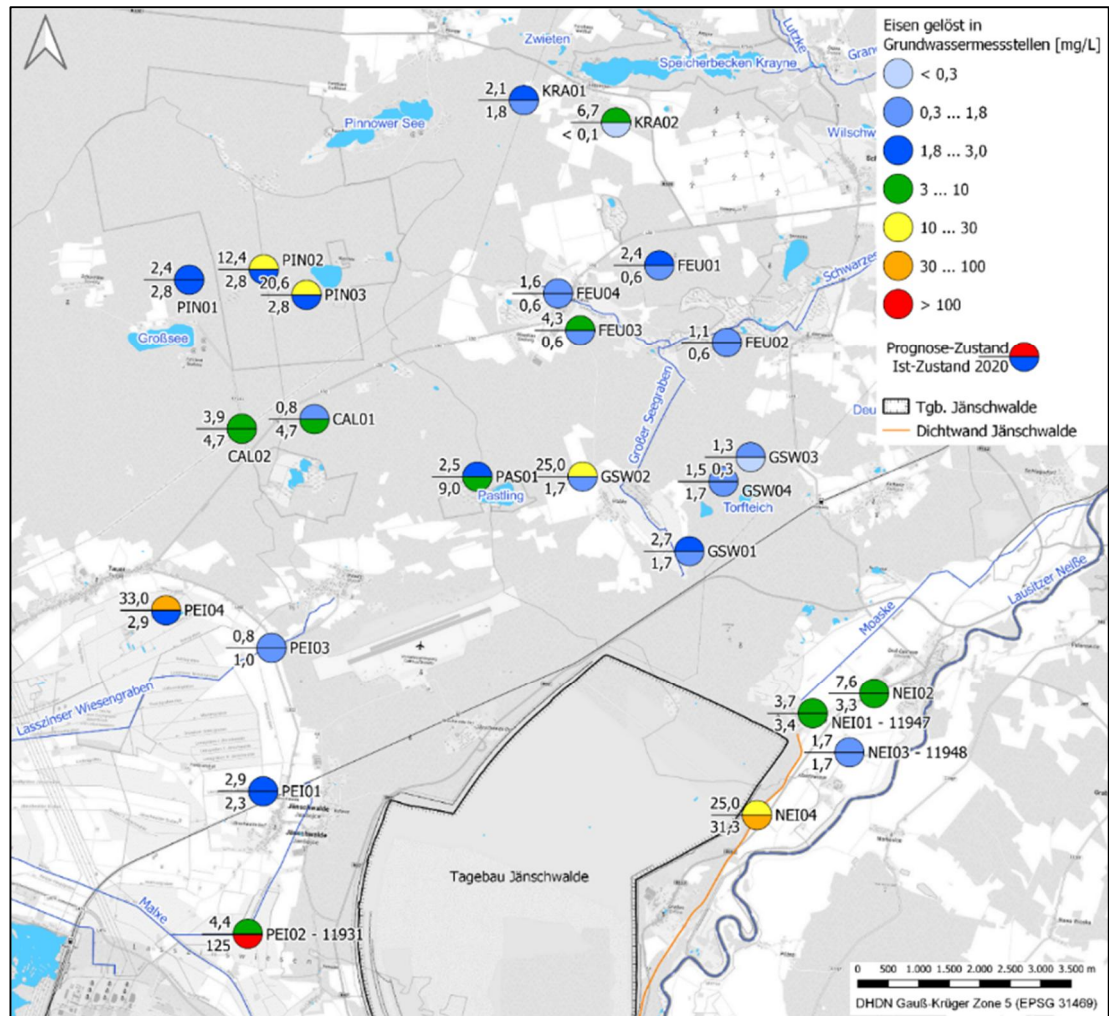 Eisen gelöst in
Grundwassermessstellen [mg/L]
< 0,3
0,3 ... 1,8
1,8 ... 3,0
3 ... 10
10 ... 30
30 ... 100
> 100
Prognose-Zustand
Ist-Zustand 2020
Tgb. Jänschwalde
Dichtwand Jänschwalde
Zwieten
Lutzke
Speicherbecken Krayne
Pinnower See
2,1
1,8
KRA01
6,7
< 0,1
KRA02
12,4
2,8
PIN02
2,4
2,8
PIN01
20,6
2,8
PIN03
Großsee
2,4
0,6
FEU01
1,6
0,6
FEU04
4,3
0,6
FEU03
1,1
0,6
FEU02
Großer Seegraben
3,9
4,7
CAL02
0,8
4,7
CAL01
2,5
9,0
PAS01
Pastling
25,0
1,7
GSW02
1,3
0,3
GSW03
1,5
1,7
GSW04
Torfteich
2,7
1,7
GSW01
33,0
2,9
PEI04
0,8
1,0
PEI03
Lasszinser Wiesengraben
Moaske
Lausitzer Neiße
7,6
3,3
NEI02
3,7
3,4
NEI01 - 11947
1,7
1,7
NEI03 - 11948
2,9
2,3
PEI01
Jänschwalde
25,0
31,3
NEI04
Tagebau Jänschwalde
Malxe
4,4
125
PEI02 - 11931
0 500 1.000 1.500 2.000 2.500 3.000 3.500 m
DHDN Gauß-Krüger Zone 5 (EPSG 31469)